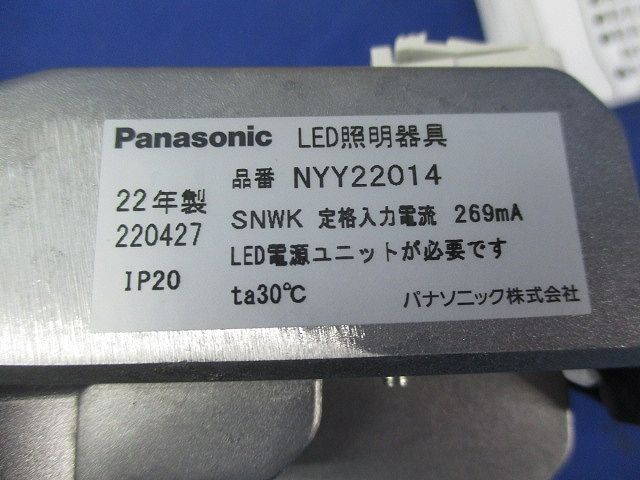 Panasonic LED照明器具
品番 NYY22014
22年製
SNWK 定格入力電流 269mA
220427
LED電源ユニットが必要です
IP20
ta30℃
パナソニック株式会社